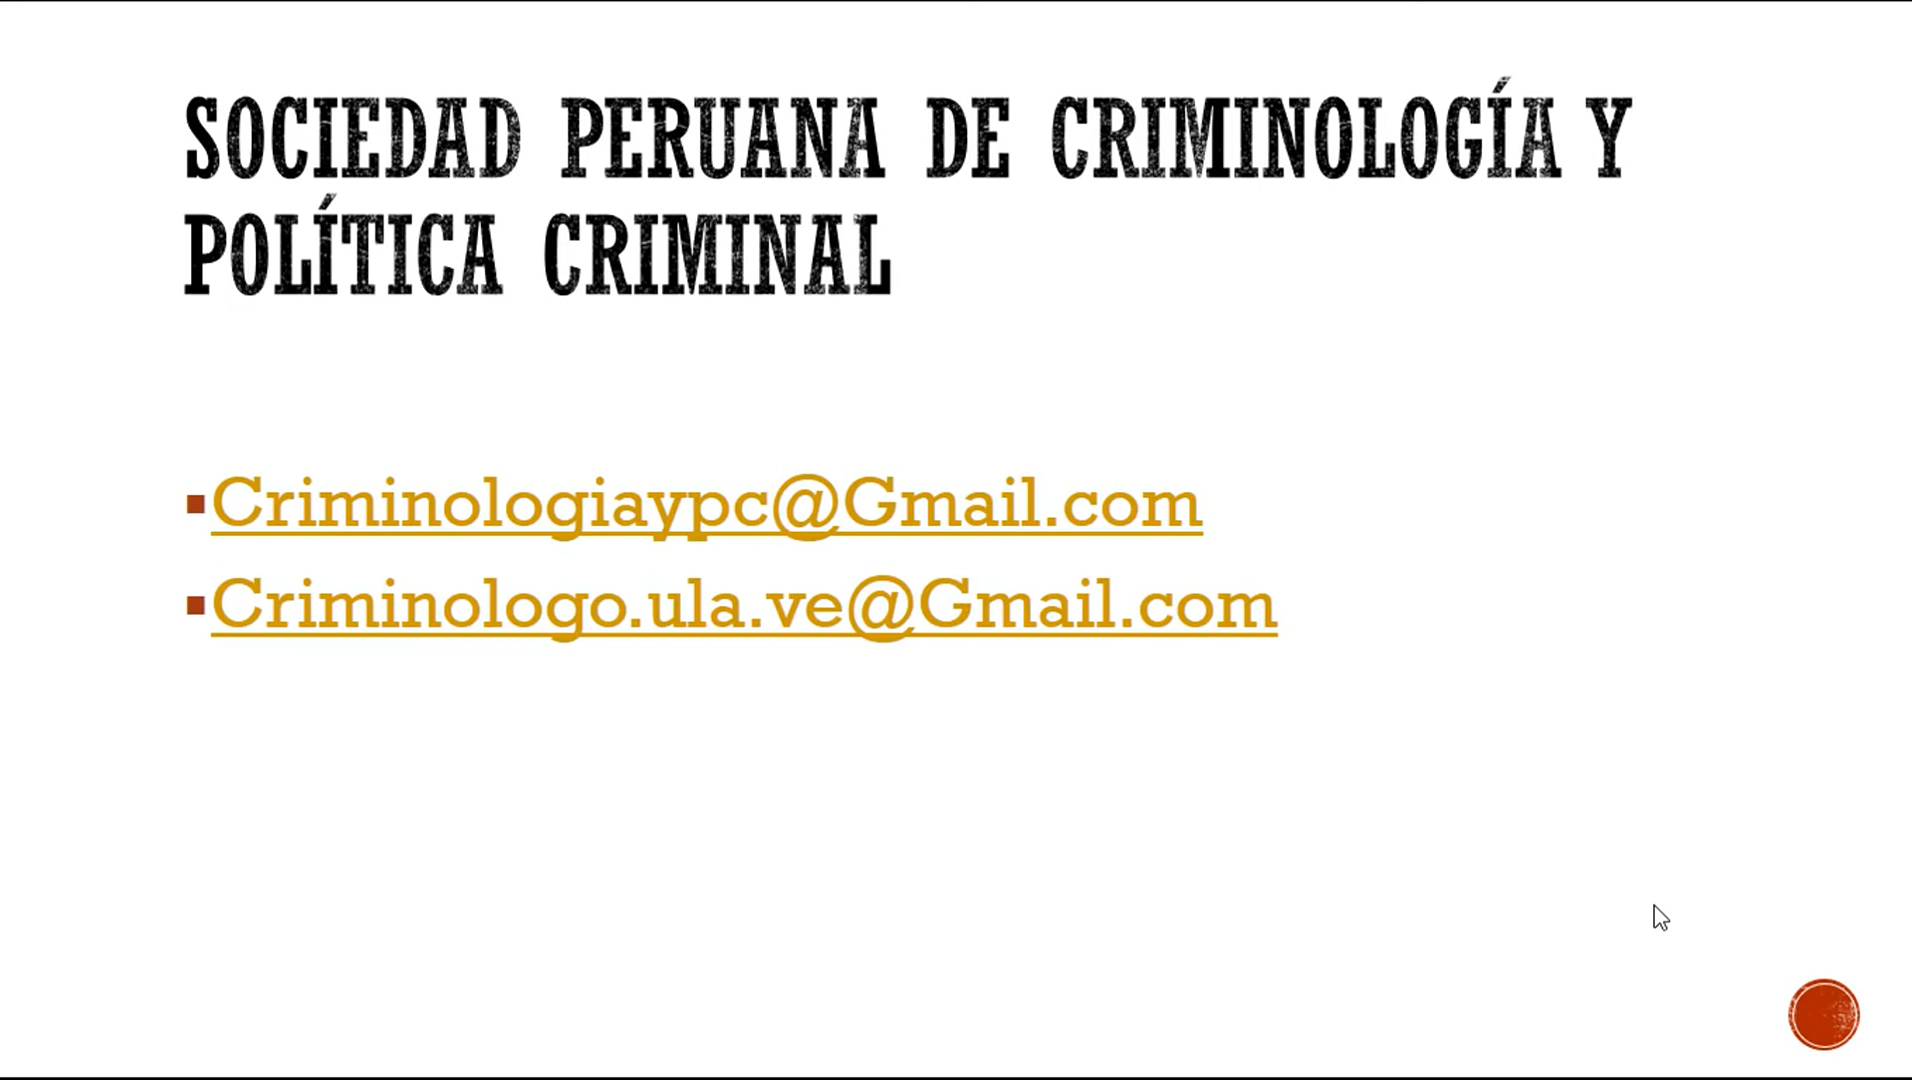 SOCIEDAD PERUANA DE CRIMINOLOGÍA Y
POLÍTICA CRIMINAL
Criminologiaypc@Gmail.com
Criminologo.ula.ve@Gmail.com